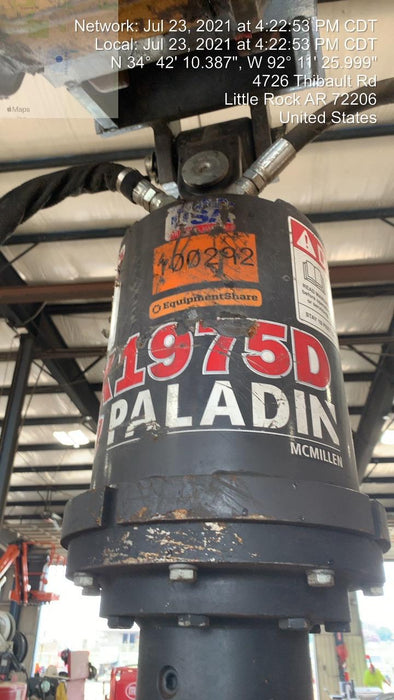 Network: Jul 23, 2021 at 4:22:53 PM CDT
Local: Jul 23, 2021 at 4:22:53 PM CDT
N 34° 42' 10.387", W 92° 11' 25.999"
4726 Thibault Rd
Little Rock AR 72206
United States
Maps
USA
100292
EquipmentShare
X1975D
PALADIN
MCMILLEN
READ